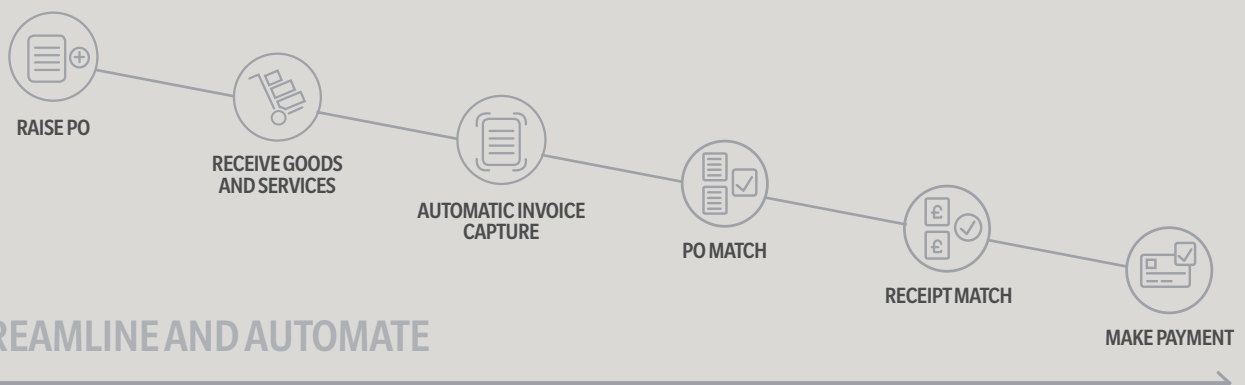 RAISE PO
RECEIVE GOODS
AND SERVICES
AUTOMATIC INVOICE
CAPTURE
PO MATCH
£
£
RECEIPT MATCH
MAKE PAYMENT
REAMLINE AND AUTOMATE